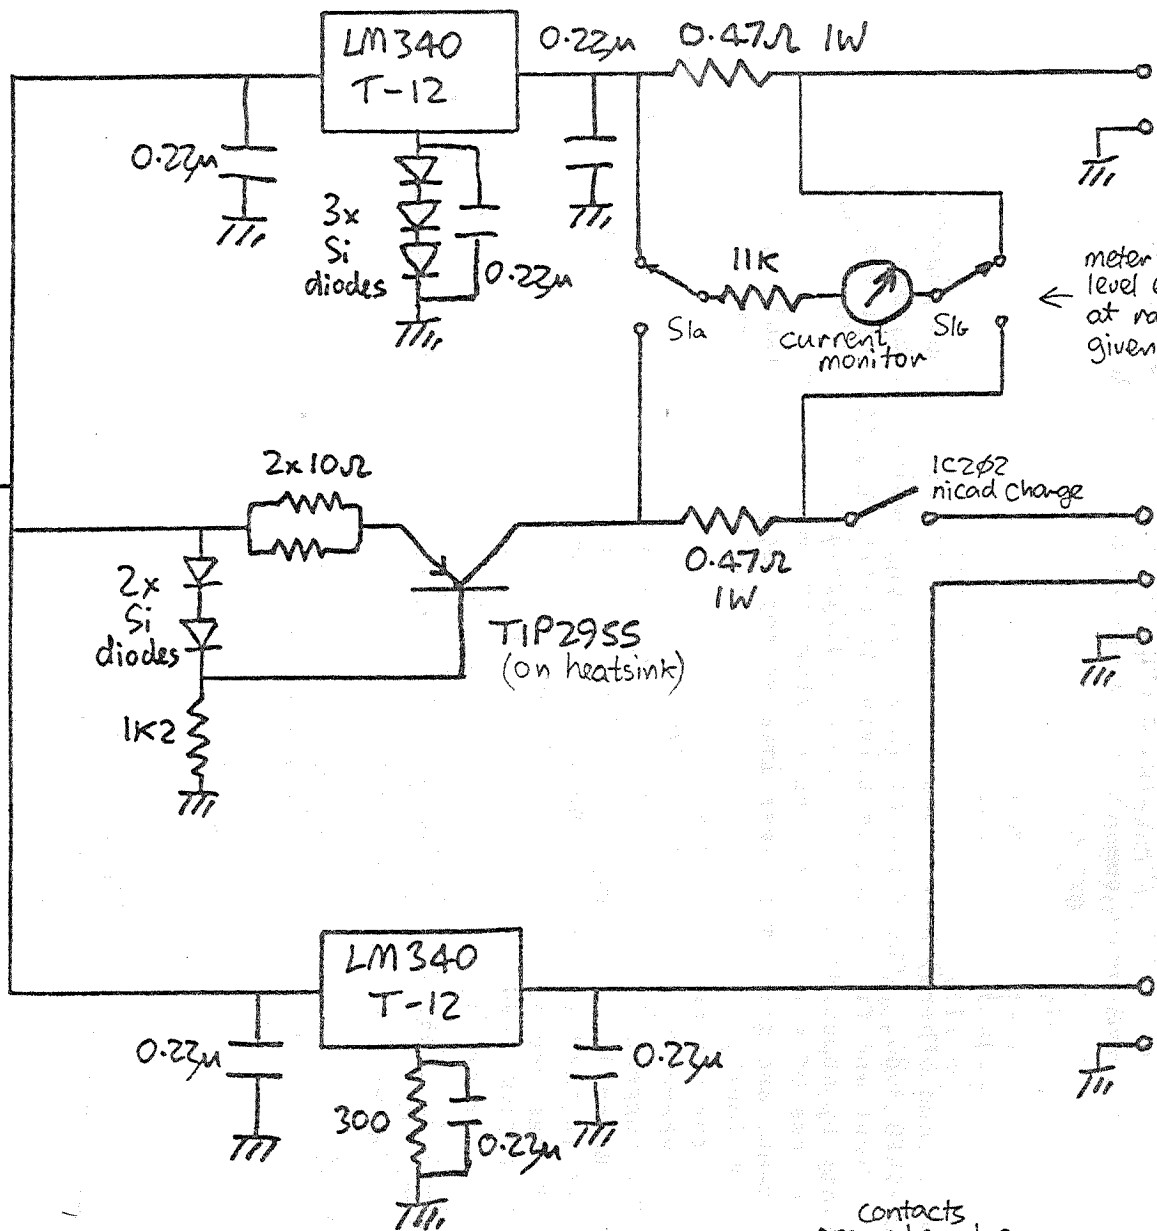 LM340
T-12
0.22µ
0.47Ω 1W
0.22µ
3x
Si
diodes
0.22µ
11K
S1a
current
monitor
S1b
meter
level
given
2x10Ω
IC202
nicad charge
0.47Ω
1W
2x
Si
diodes
TIP2955
(on heatsink)
1K2
LM340
T-12
0.22µ
0.22µ
300
0.22µ
contacts